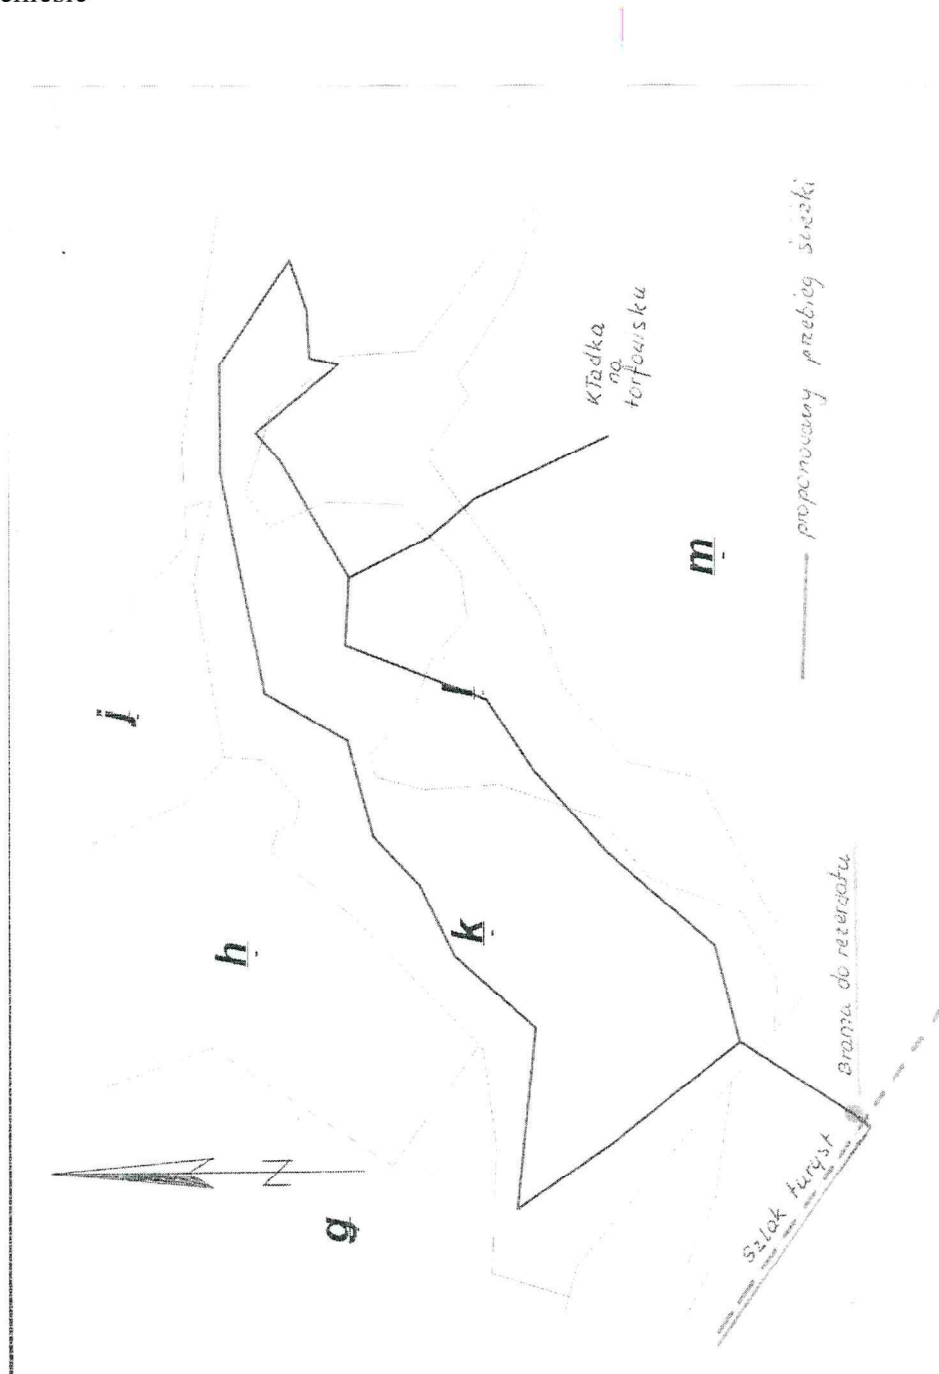 j
h
k
g
l
m
N
Kładka
na
torfowisku
proponowany przebieg ścieżki
Brama do rezerwatu
Szlak turyst